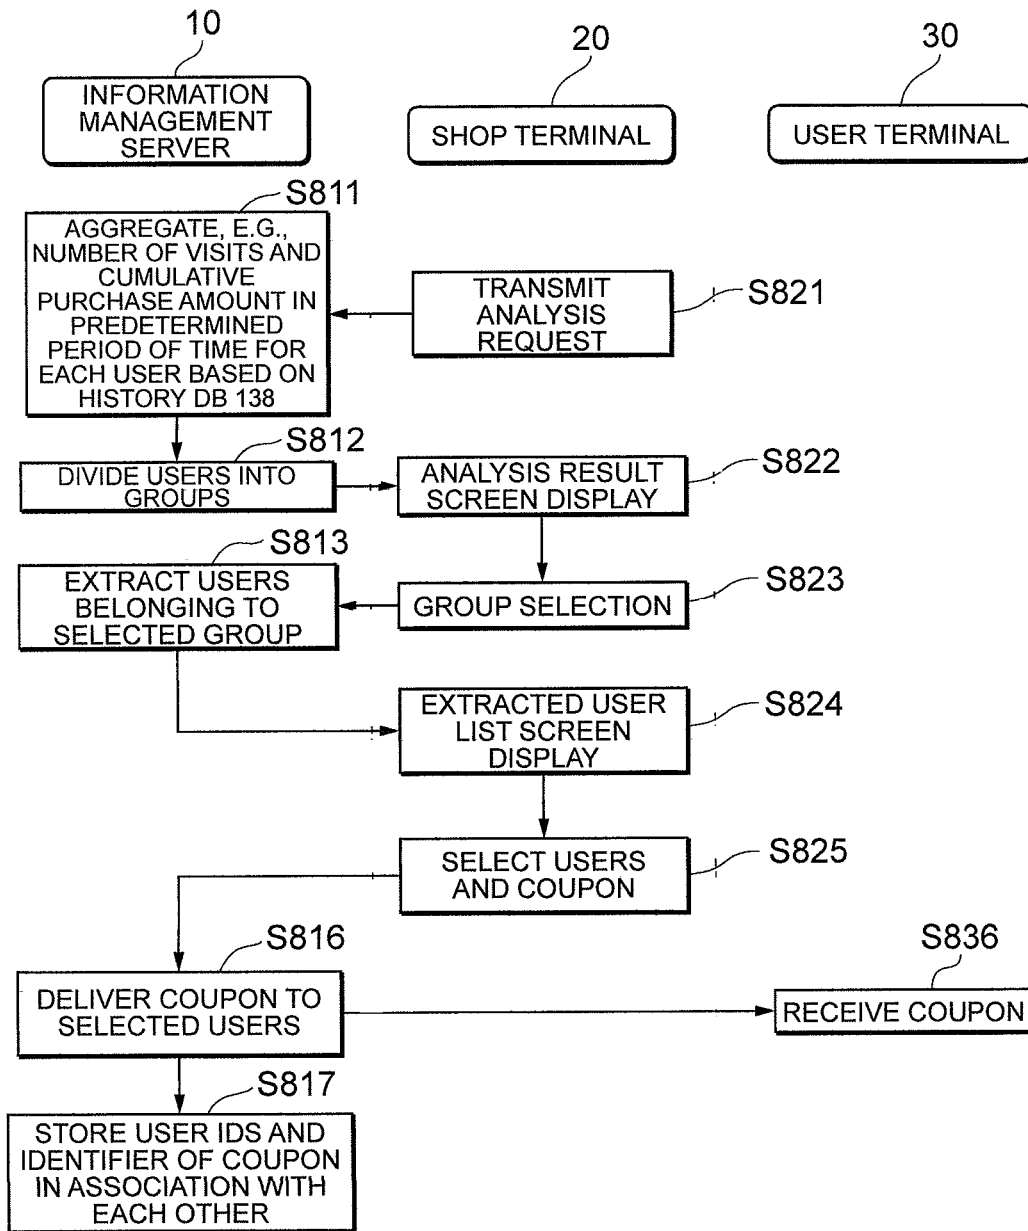 10
20
30
INFORMATION
MANAGEMENT
SERVER
SHOP TERMINAL
USER TERMINAL
S811
AGGREGATE, E.G.,
NUMBER OF VISITS AND
CUMULATIVE
PURCHASE AMOUNT IN
PREDETERMINED
PERIOD OF TIME FOR
EACH USER BASED ON
HISTORY DB 138
S821
TRANSMIT
ANALYSIS
REQUEST
S812
DIVIDE USERS INTO
GROUPS
S822
ANALYSIS RESULT
SCREEN DISPLAY
S813
EXTRACT USERS
BELONGING TO
SELECTED GROUP
S823
GROUP SELECTION
S824
EXTRACTED USER
LIST SCREEN
DISPLAY
S825
SELECT USERS
AND COUPON
S816
DELIVER COUPON TO
SELECTED USERS
S836
RECEIVE COUPON
S817
STORE USER IDS AND
IDENTIFIER OF COUPON
IN ASSOCIATION WITH
EACH OTHER